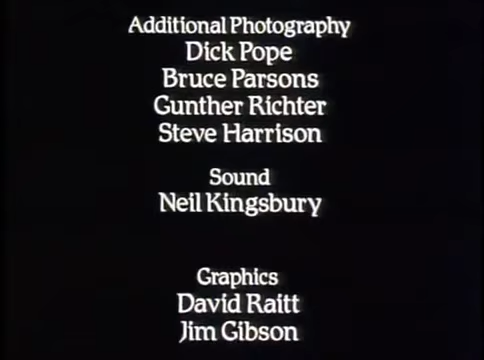 Additional Photography
Dick Pope
Bruce Parsons
Gunther Richter
Steve Harrison
Sound
Neil Kingsbury
Graphics
David Raitt
Jim Gibson